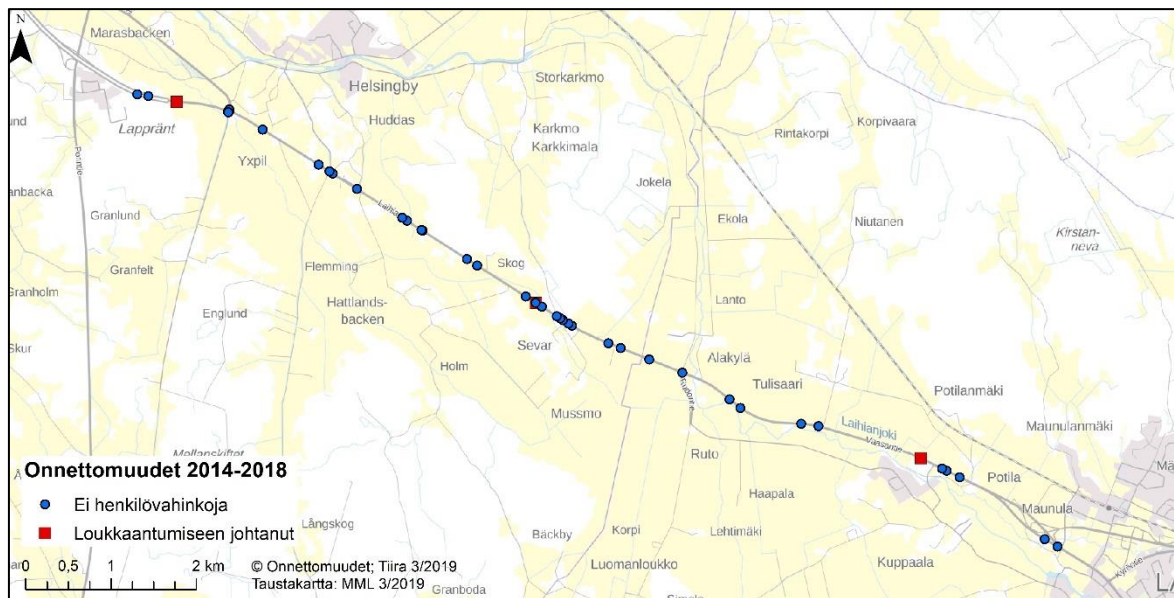 N
Marasbacken
Helsingby
Storkarkmo
Huddas
Karkmo
Karkkimala
Rintakorpi
Korpivaara
Lappränt
Yxpil
Jokela
Granlund
Ekola
Niutanen
Kirstan-
neva
Skog
Granfelt
Flemming
Hattlands-
backen
Lanto
Granholm
Englund
Skur
Sevar
Holm
Alakylä
Tulisaari
Potilanmäki
Mussmo
Laihianjoki
Maunulanmäki
Mellanskiftet
Ruto
Potila
Haapala
Maunula
Långskog
Bäckby
Korpi
Lehtimäki
Luomanloukko
Kuppaala
Granboda
Onnettomuudet 2014-2018
Ei henkilövahinkoja
Loukkaantumiseen johtanut
0 0,5 1 2 km
© Onnettomuudet; Tiira 3/2019
Taustakartta: MML 3/2019